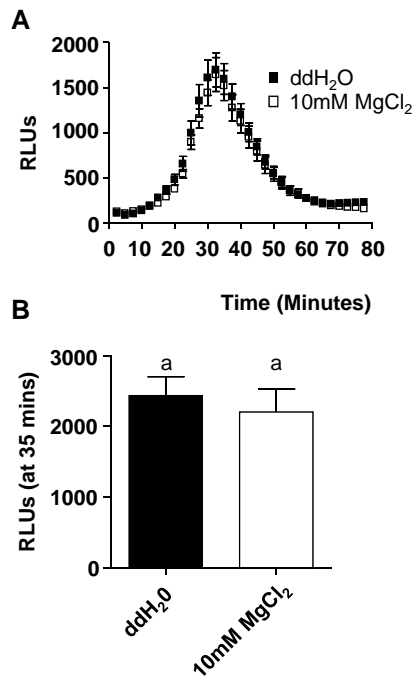 A
2000
1500
1000
500
0
RLUs
■ ddH₂O
□ 10mM MgCl₂
0 10 20 30 40 50 60 70 80
Time (Minutes)
B
3000
2000
1000
0
RLUs (at 35 mins)
a a
ddH₂0
10mM MgCl₂